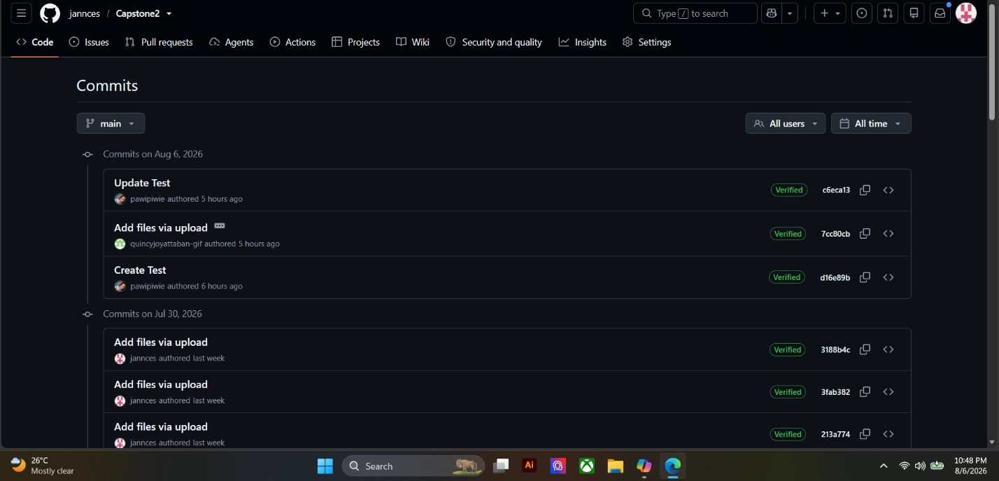 jannces / Capstone2
Type / to search
Code
Issues
Pull requests
Agents
Actions
Projects
Wiki
Security and quality
Insights
Settings
Commits
main
All users
All time
Commits on Aug 6, 2026
Update Test
pawipiwie authored 5 hours ago
Verified
c6eca13
Add files via upload
quincyjoyattaban-gif authored 5 hours ago
Verified
7cc80cb
Create Test
pawipiwie authored 6 hours ago
Verified
d16e89b
Commits on Jul 30, 2026
Add files via upload
jannces authored last week
Verified
3188b4c
Add files via upload
jannces authored last week
Verified
3fab382
Add files via upload
jannces authored last week
Verified
213a774
26°C
Mostly clear
Search
Ai
10:48 PM
8/6/2026